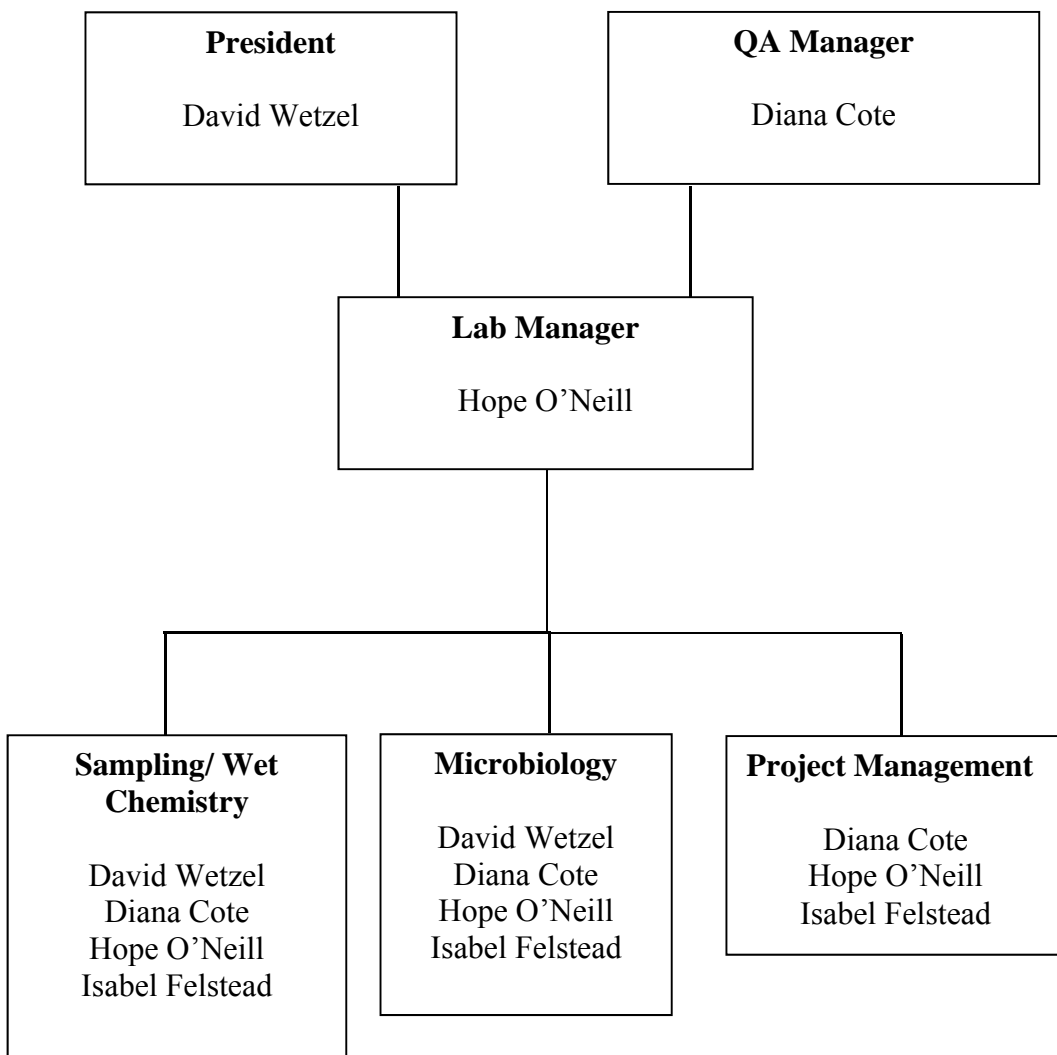 President
David Wetzel
QA Manager
Diana Cote
Lab Manager
Hope O’Neill
Sampling/ Wet
Chemistry
David Wetzel
Diana Cote
Hope O’Neill
Isabel Felstead
Microbiology
David Wetzel
Diana Cote
Hope O’Neill
Isabel Felstead
Project Management
Diana Cote
Hope O’Neill
Isabel Felstead